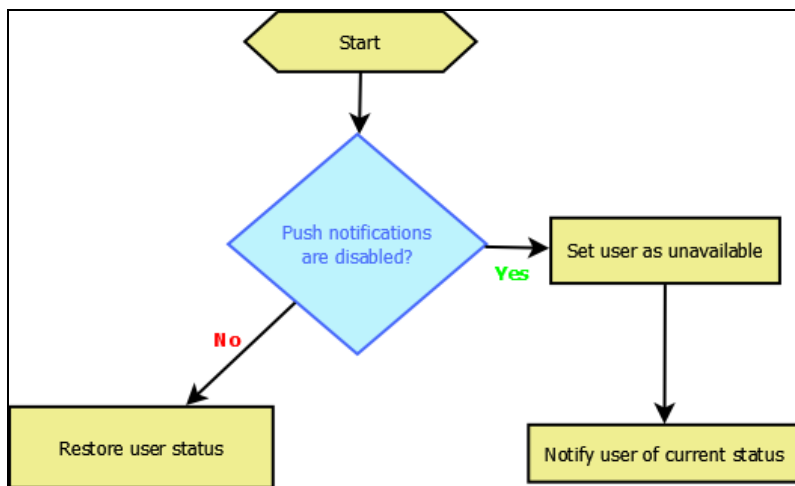 Start
Push notifications
are disabled?
Yes
Set user as unavailable
No
Restore user status
Notify user of current status